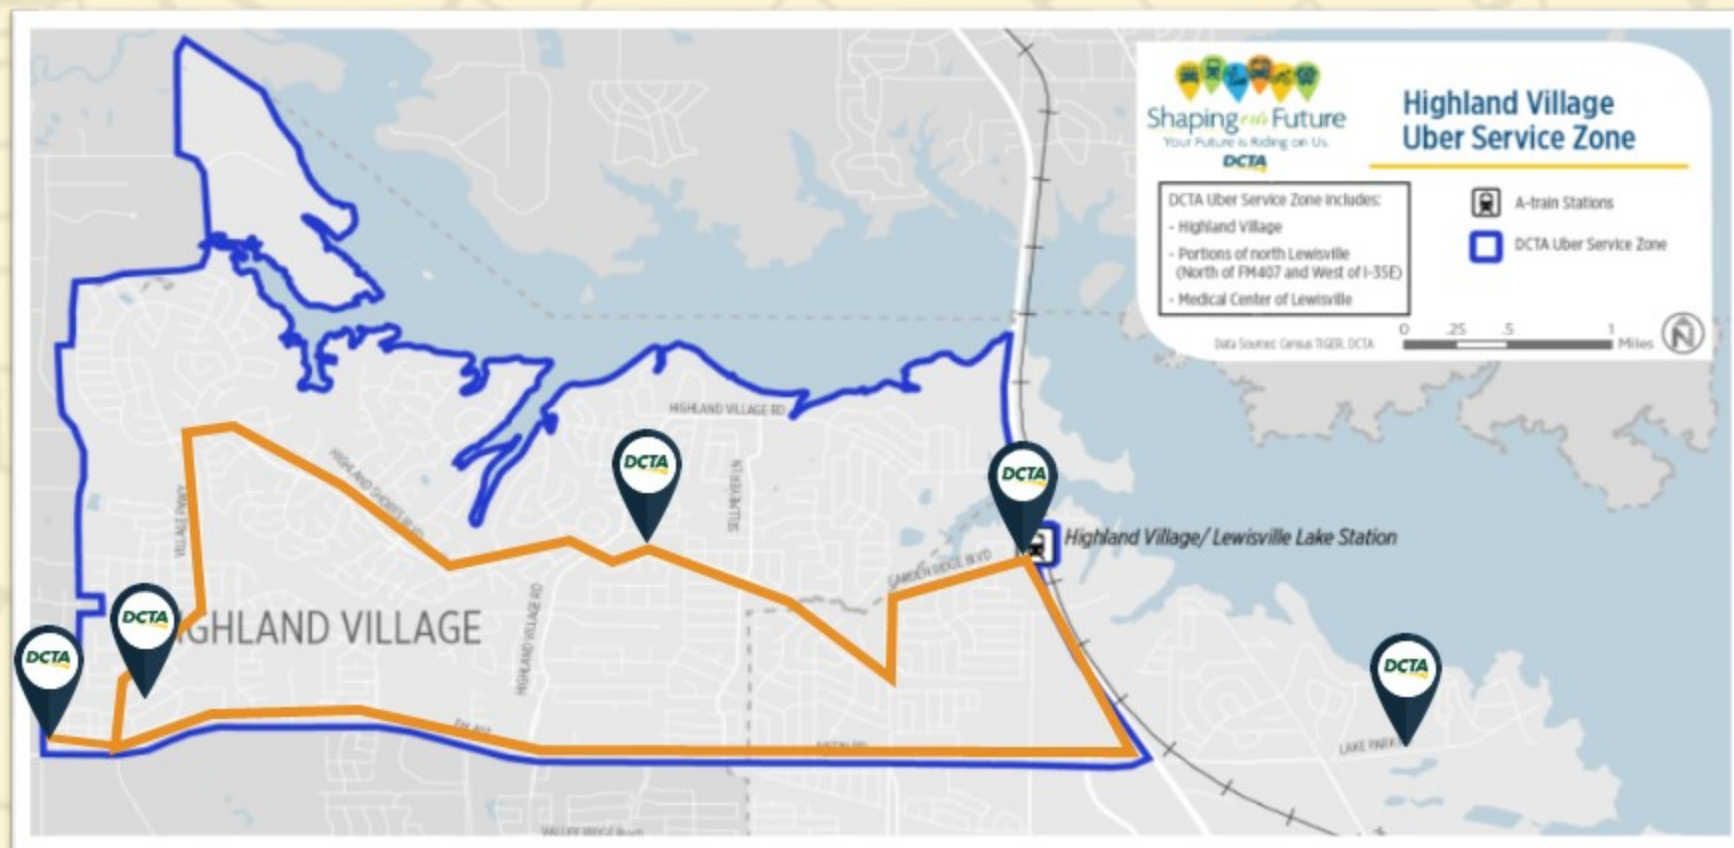 Shaping our Future
Your Future is Riding on Us.
DCTA
Highland Village
Uber Service Zone
DCTA Uber Service Zone includes:
- Highland Village
- Portions of north Lewisville
(North of FM407 and West of I-35E)
- Medical Center of Lewisville
A-train Stations
DCTA Uber Service Zone
Data Sources: Census TIGER, DCTA
0 .25 .5 1 Miles
N
HIGHLAND VILLAGE RD
HIGHLAND SHORES BLVD
VILLAGE PKWY
SELLMEYER LN
DCTA
DCTA
Highland Village/ Lewisville Lake Station
GARDEN RIDGE BLVD
HIGHLAND VILLAGE RD
DCTA
HIGHLAND VILLAGE
DCTA
DCTA
LAKE PARK
VALLEY RIDGE BLVD